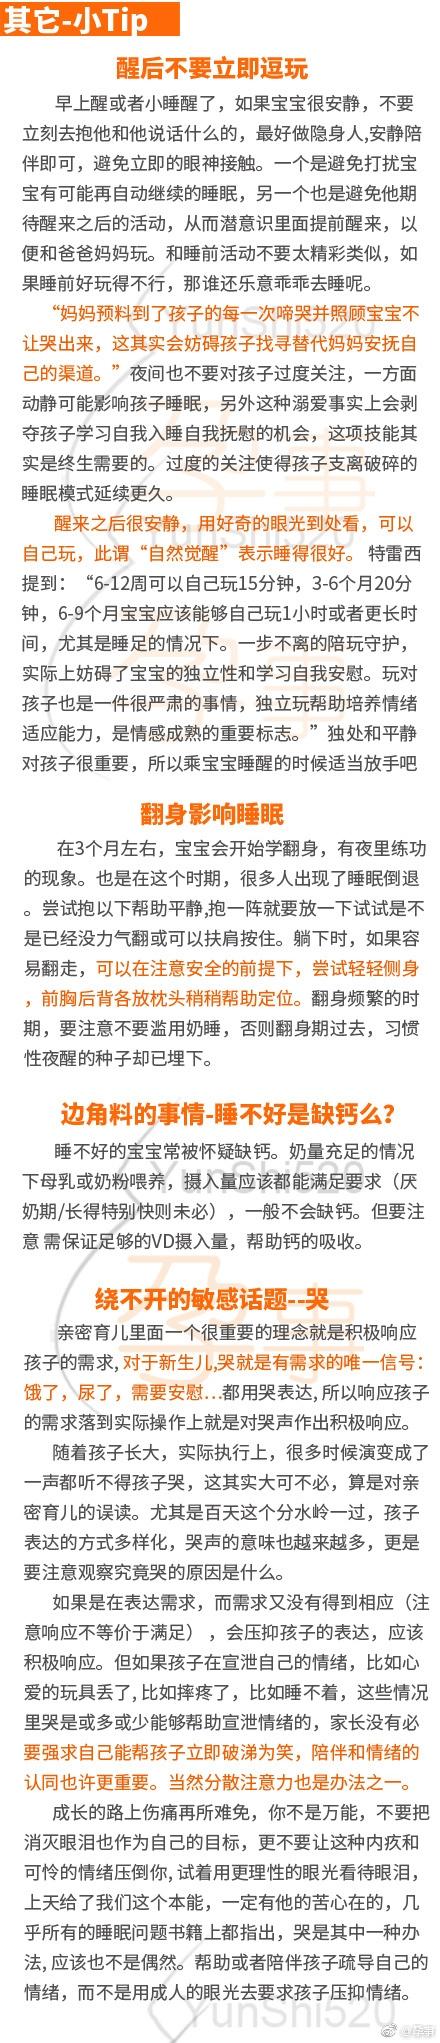 其它-小Tip
醒后不要立即逗玩
早上醒或者小睡醒了，如果宝宝很安静，不要
立刻去抱他和他说话什么的，最好做隐身人,安静陪
伴即可，避免立即的眼神接触。一个是避免打扰宝
宝有可能再自动继续的睡眠，另一个也是避免他期
待醒来之后的活动，从而潜意识里面提前醒来，以
便和爸爸妈妈玩。和睡前活动不要太精彩类似，如
果睡前好玩得不行，那谁还乐意乖乖去睡呢。
“妈妈预料到了孩子的每一次啼哭并照顾宝宝不
让哭出来，这其实会妨碍孩子找寻替代妈妈安抚自
己的渠道。”夜间也不要对孩子过度关注，一方面
动静可能影响孩子睡眠，另外这种溺爱事实上会剥
夺孩子学习自我入睡自我抚慰的机会，这项技能其
实是终生需要的。过度的关注使得孩子支离破碎的
睡眠模式延续更久。
醒来之后很安静，用好奇的眼光到处看，可以
自己玩，此谓“自然觉醒”表示睡得很好。 特雷西
提到：“6-12周可以自己玩15分钟，3-6个月20分
钟，6-9个月宝宝应该能够自己玩1小时或者更长时
间，尤其是睡足的情况下。一步不离的陪玩守护，
实际上妨碍了宝宝的独立性和学习自我安慰。玩对
孩子也是一件很严肃的事情，独立玩帮助培养情绪
适应能力，是情感成熟的重要标志。”独处和平静
对孩子很重要，所以乘宝宝睡醒的时候适当放手吧
翻身影响睡眠
在3个月左右，宝宝会开始学翻身，有夜里练功
的现象。也是在这个时期，很多人出现了睡眠倒退
。尝试抱以下帮助平静,抱一阵就要放一下试试是不
是已经没力气翻或可以扶肩按住。躺下时，如果容
易翻走，可以在注意安全的前提下，尝试轻轻侧身
，前胸后背各放枕头稍稍帮助定位。翻身频繁的时
期，要注意不要滥用奶睡，否则翻身期过去，习惯
性夜醒的种子却已埋下。
边角料的事情-睡不好是缺钙么？
睡不好的宝宝常被怀疑缺钙。奶量充足的情况
下母乳或奶粉喂养，摄入量应该都能满足要求（厌
奶期/长得特别快则未必），一般不会缺钙。但要注
意 需保证足够的VD摄入量，帮助钙的吸收。
绕不开的敏感话题--哭
亲密育儿里面一个很重要的理念就是积极响应
孩子的需求, 对于新生儿,哭就是有需求的唯一信号：
饿了，尿了，需要安慰…都用哭表达, 所以响应孩子
的需求落到实际操作上就是对哭声作出积极响应。
随着孩子长大，实际执行上，很多时候演变成了
一声都听不得孩子哭，这其实大可不必，算是对亲
密育儿的误读。尤其是百天这个分水岭一过，孩子
表达的方式多样化，哭声的意味也越来越多，更是
要注意观察究竟哭的原因是什么。
如果是在表达需求，而需求又没有得到相应（注
意响应不等价于满足），会压抑孩子的表达，应该
积极响应。但如果孩子在宣泄自己的情绪，比如心
爱的玩具丢了, 比如摔疼了，比如睡不着，这些情况
里哭是或多或少能够帮助宣泄情绪的，家长没有必
要强求自己能帮孩子立即破涕为笑，陪伴和情绪的
认同也许更重要。当然分散注意力也是办法之一。
成长的路上伤痛再所难免，你不是万能，不要把
消灭眼泪也作为自己的目标，更不要让这种内疚和
可怜的情绪压倒你, 试着用更理性的眼光看待眼泪，
上天给了我们这个本能，一定有他的苦心在的，几
乎所有的睡眠问题书籍上都指出，哭是其中一种办
法, 应该也不是偶然。帮助或者陪伴孩子疏导自己的
情绪，而不是用成人的眼光去要求孩子压抑情绪。
YunShi520